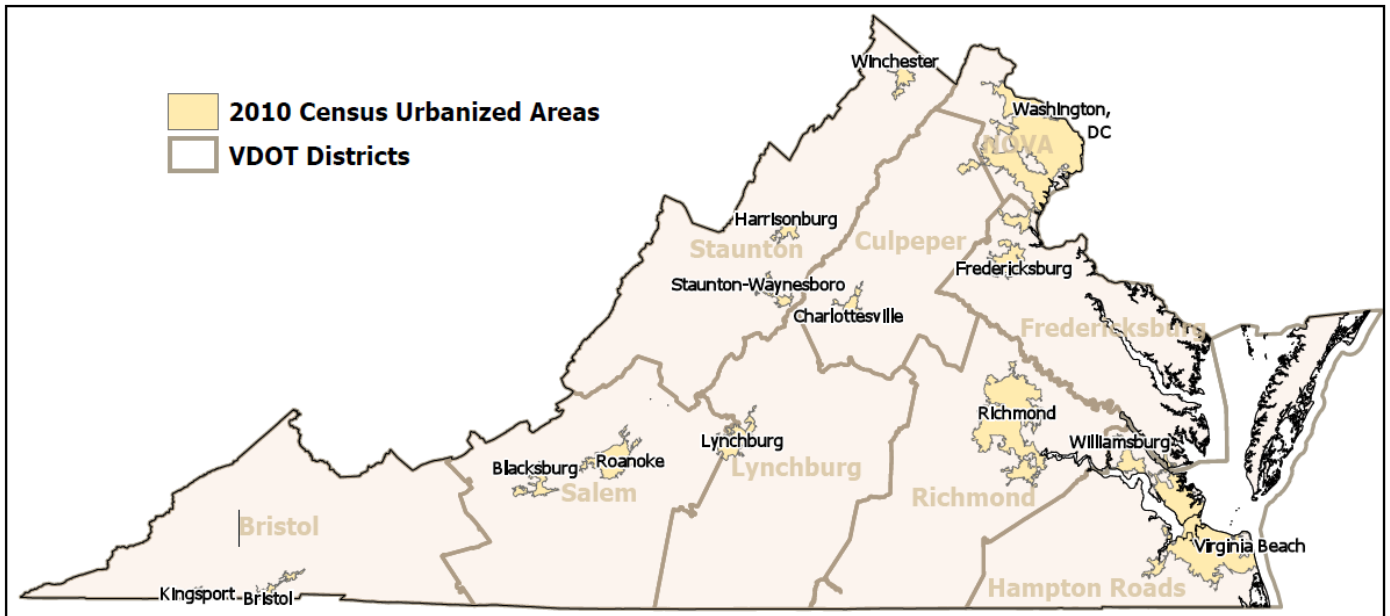 Winchester
2010 Census Urbanized Areas
VDOT Districts
Washington,
DC
NOVA
Harrisonburg
Staunton
Culpeper
Fredericksburg
Staunton-Waynesboro
Charlottesville
Fredericksburg
Richmond
Lynchburg
Williamsburg
Blacksburg
Roanoke
Lynchburg
Salem
Richmond
Bristol
Virginia Beach
Hampton Roads
Kingsport
Bristol